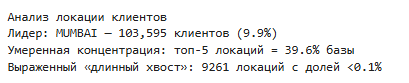 Анализ локации клиентов
Лидер: MUMBAI — 103,595 клиентов (9.9%)
Умеренная концентрация: топ-5 локаций = 39.6% базы
Выраженный «длинный хвост»: 9261 локаций с долей <0.1%